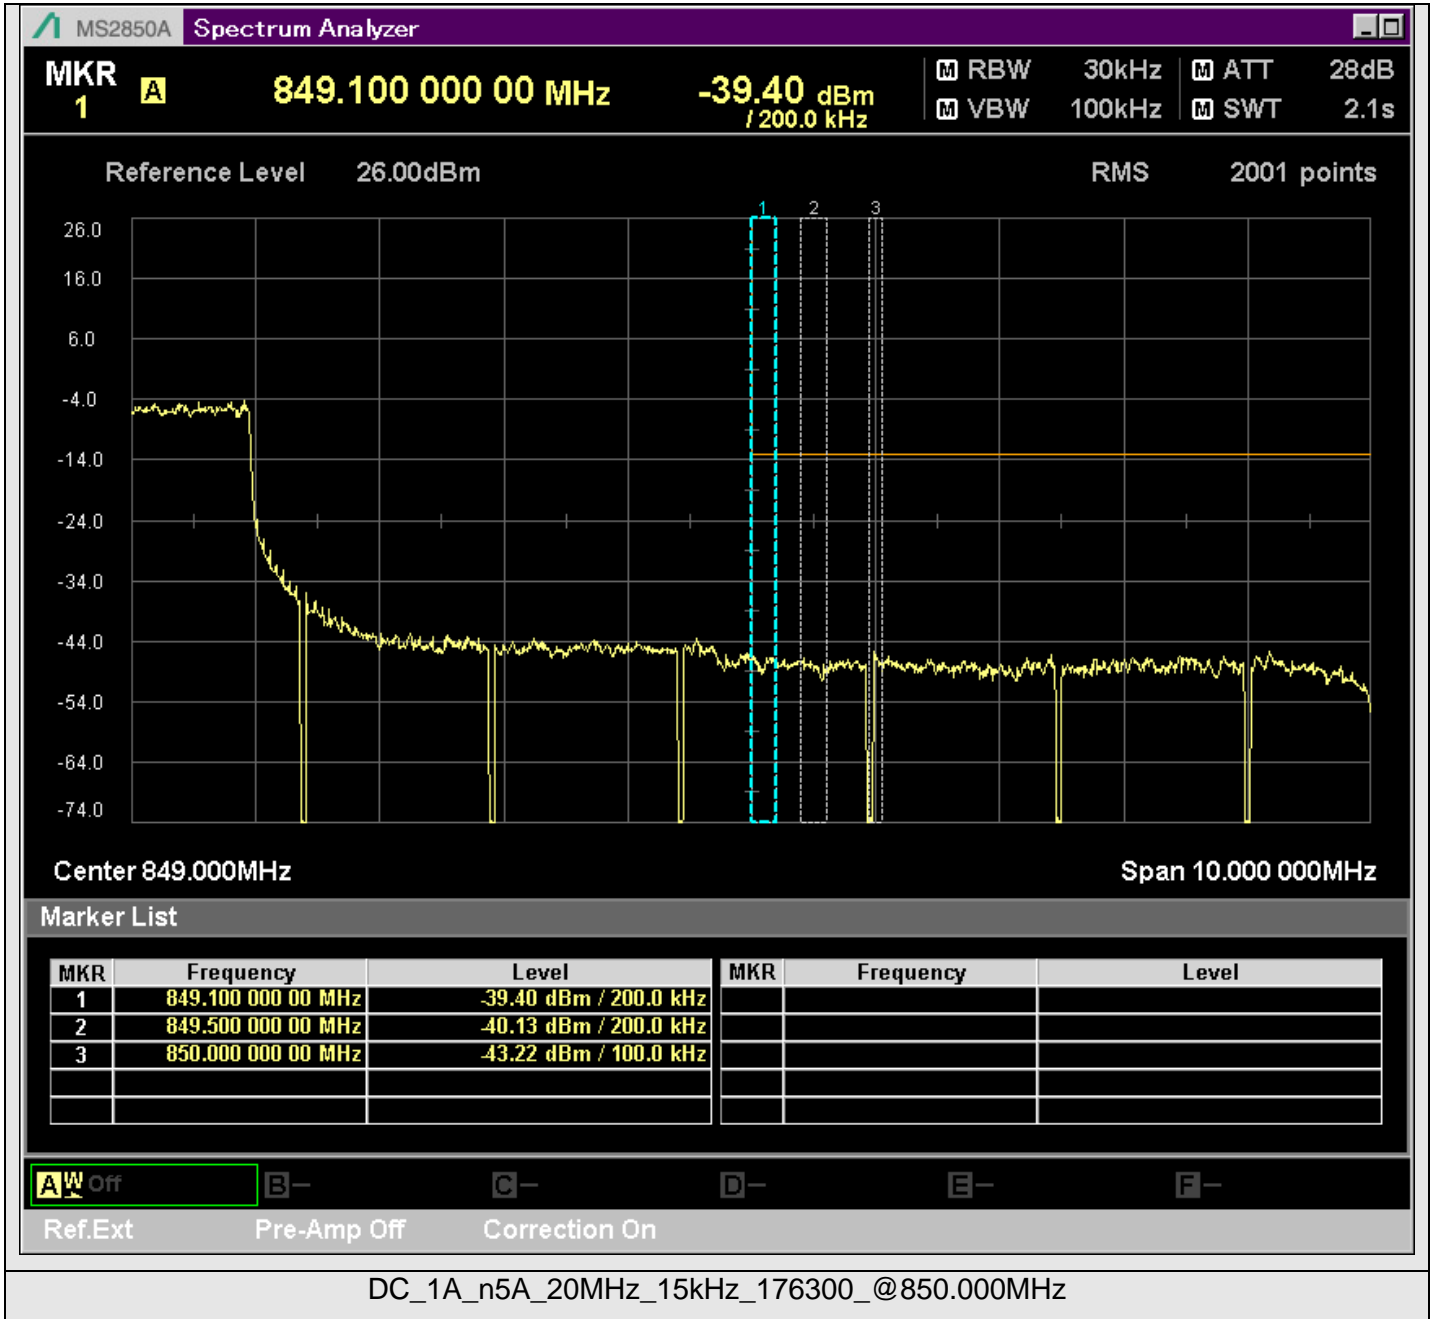 MS2850A Spectrum Analyzer
MKR 1 A 849.100 000 00 MHz -39.40 dBm / 200.0 kHz
M RBW 30kHz M ATT 28dB
M VBW 100kHz M SWT 2.1s
Reference Level 26.00dBm RMS 2001 points
1 2 3
26.0
16.0
6.0
-4.0
-14.0
-24.0
-34.0
-44.0
-54.0
-64.0
-74.0
Center 849.000MHz Span 10.000 000MHz
Marker List
MKR Frequency Level MKR Frequency Level
1 849.100 000 00 MHz -39.40 dBm / 200.0 kHz
2 849.500 000 00 MHz -40.13 dBm / 200.0 kHz
3 850.000 000 00 MHz -43.22 dBm / 100.0 kHz
A W Off B — C — D — E — F —
Ref.Ext Pre-Amp Off Correction On
DC_1A_n5A_20MHz_15kHz_176300_@850.000MHz